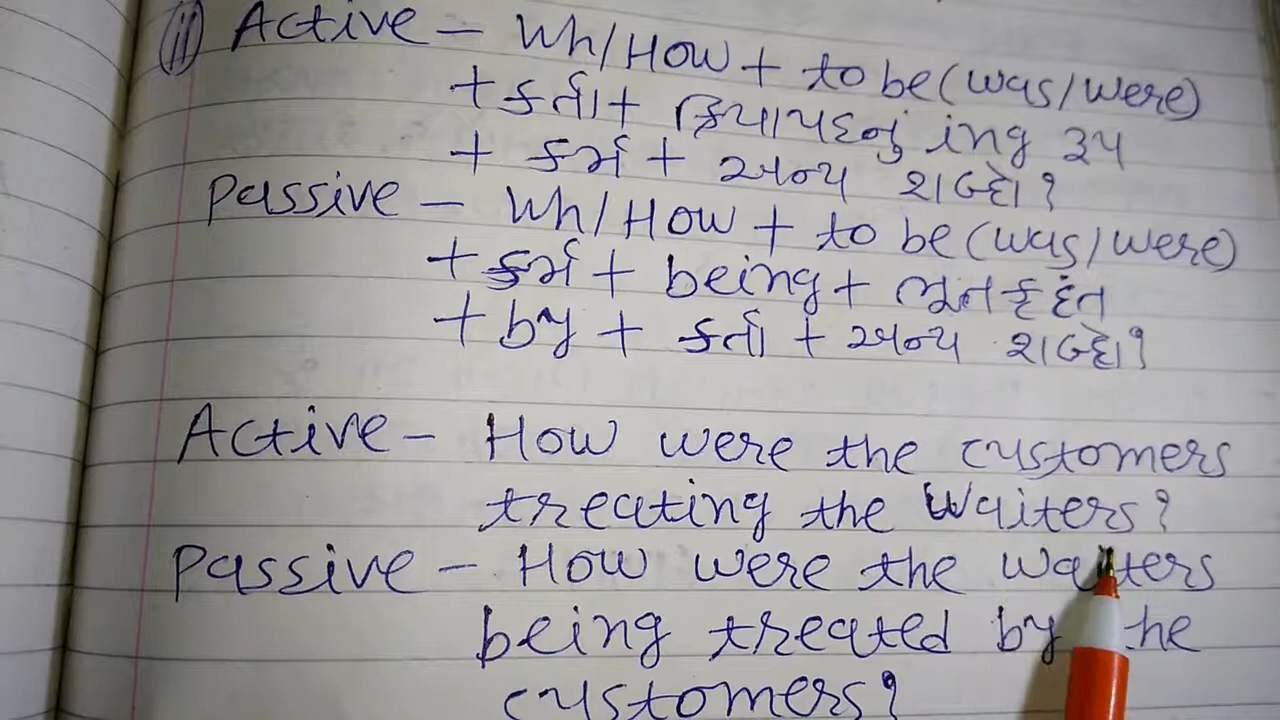 (ii) Active - Wh/How + to be (was/were)
+ કર્તા + ક્રિયાપદનું ing રૂપ
+ કર્મ + અન્ય શબ્દો?
Passive - Wh/How + to be (was/were)
+ કર્મ + being + ભૂતકૃદંત
+ by + કર્તા + અન્ય શબ્દો?
Active - How were the customers
treating the waiters?
Passive - How were the waiters
being treated by the
customers?